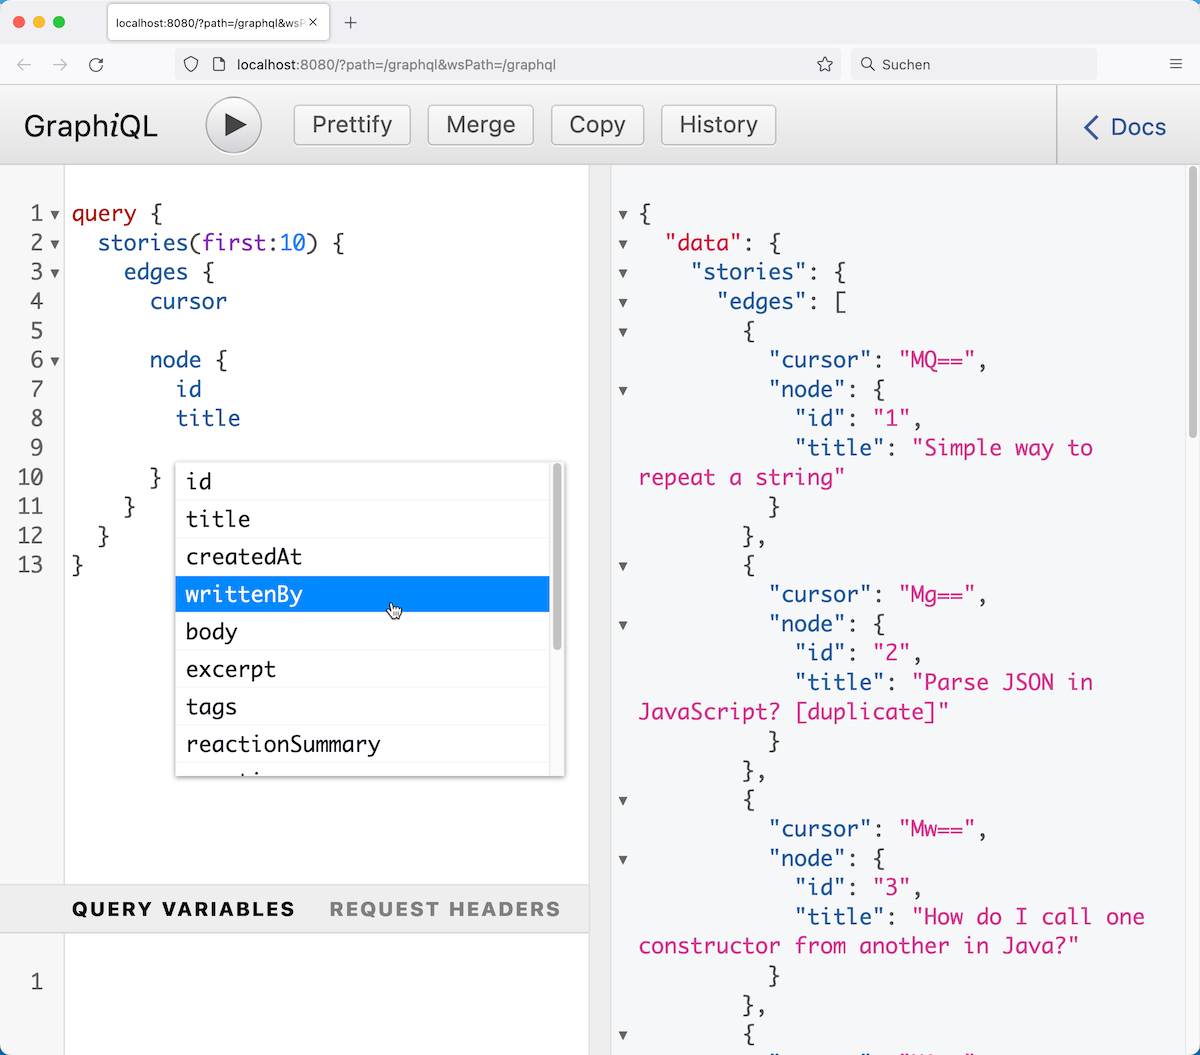 localhost:8080/?path=/graphql&wsP
localhost:8080/?path=/graphql&wsPath=/graphql
Suchen
GraphiQL
Prettify
Merge
Copy
History
Docs
1 query {
2 stories(first:10) {
3 edges {
4 cursor
5
6 node {
7 id
8 title
9
10 }
11 }
12 }
13 }
id
title
createdAt
writtenBy
body
excerpt
tags
reactionSummary
QUERY VARIABLES
REQUEST HEADERS
1
{
"data": {
"stories": {
"edges": [
{
"cursor": "MQ==",
"node": {
"id": "1",
"title": "Simple way to
repeat a string"
}
},
{
"cursor": "Mg==",
"node": {
"id": "2",
"title": "Parse JSON in
JavaScript? [duplicate]"
}
},
{
"cursor": "Mw==",
"node": {
"id": "3",
"title": "How do I call one
constructor from another in Java?"
}
},
{